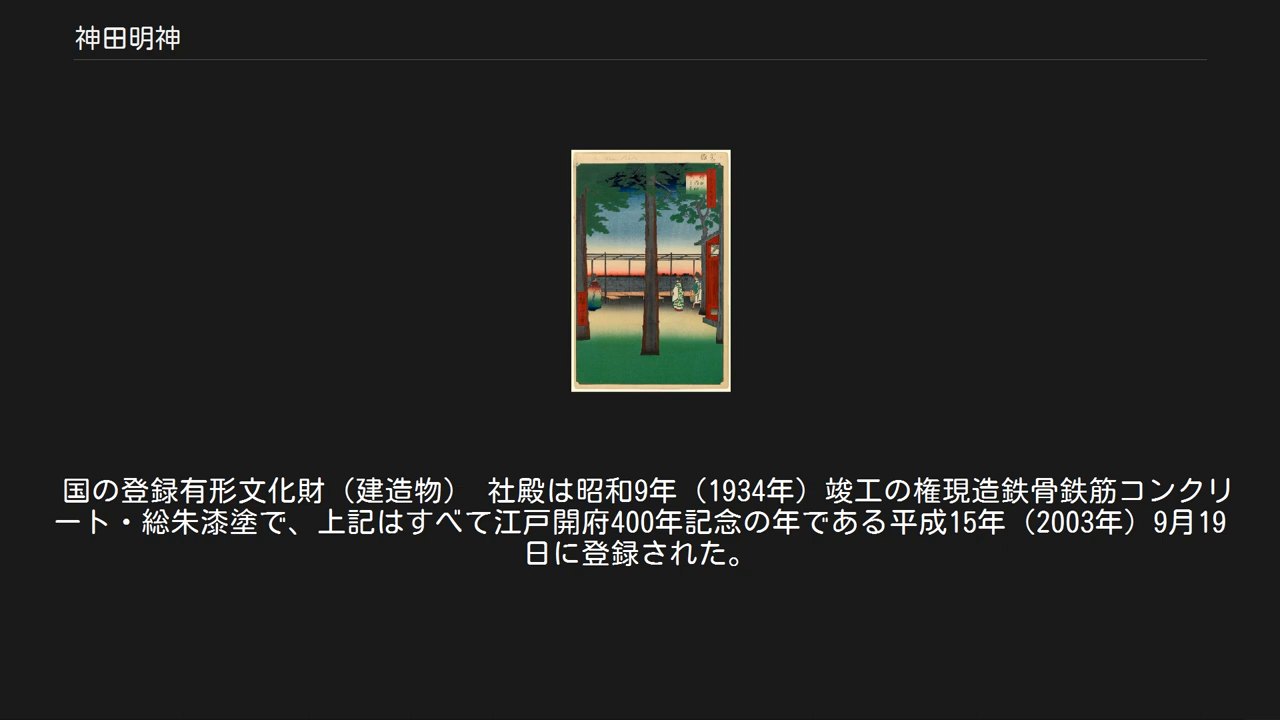 神田明神
国の登録有形文化財（建造物）　社殿は昭和9年（1934年）竣工の権現造鉄骨鉄筋コンクリ
ート・総朱漆塗で、上記はすべて江戸開府400年記念の年である平成15年（2003年）9月19
日に登録された。